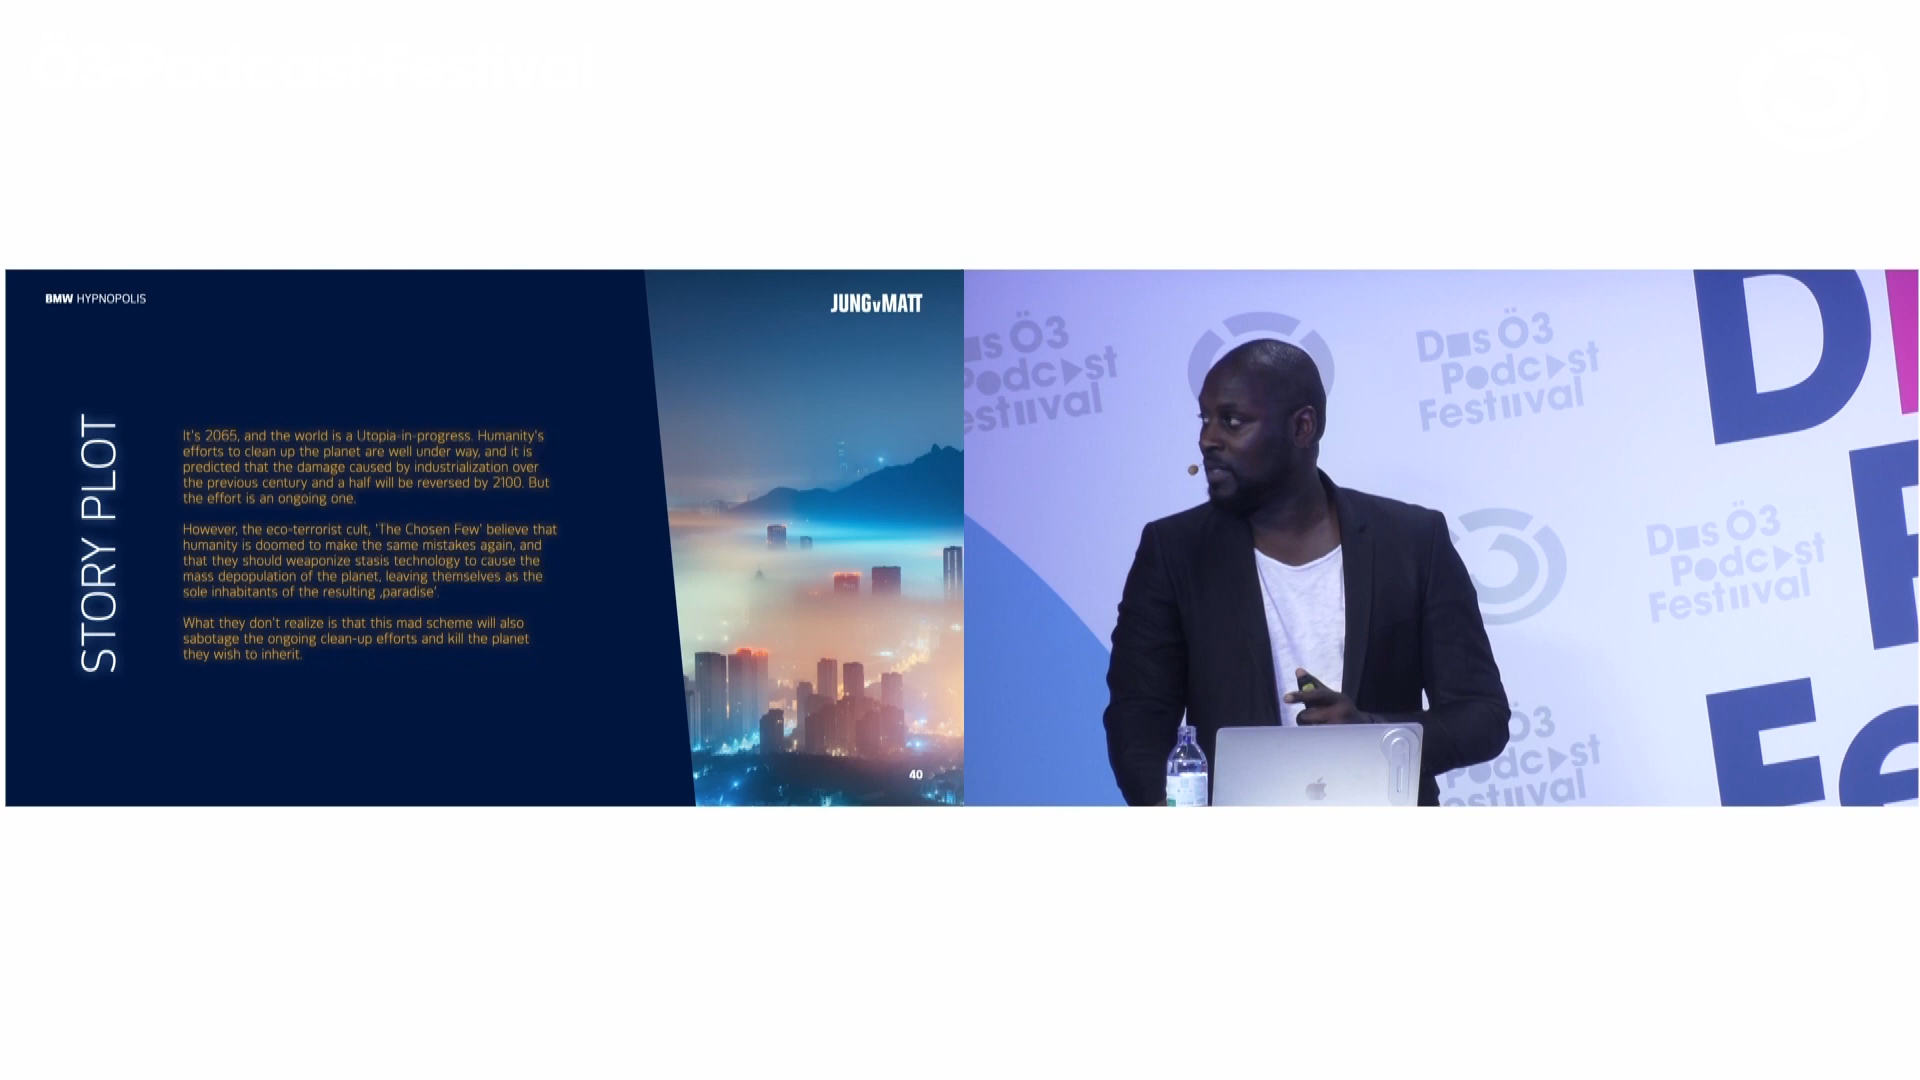 BMW HYPNOPOLIS
JUNGvMATT
STORY PLOT
It's 2065, and the world is a Utopia-in-progress. Humanity's
efforts to clean up the planet are well under way, and it is
predicted that the damage caused by industrialization over
the previous century and a half will be reversed by 2100. But
the effort is an ongoing one.
However, the eco-terrorist cult, 'The Chosen Few' believe that
humanity is doomed to make the same mistakes again, and
that they should weaponize stasis technology to cause the
mass depopulation of the planet, leaving themselves as the
sole inhabitants of the resulting ‚paradise'.
What they don't realize is that this mad scheme will also
sabotage the ongoing clean-up efforts and kill the planet
they wish to inherit.
40
as Ö3
Podcast
estiival
Das Ö3
Podcast
Festiival
3
Das Ö3
Podcast
Festiival
Ö3
Podcast
estiival
D
P
Fe